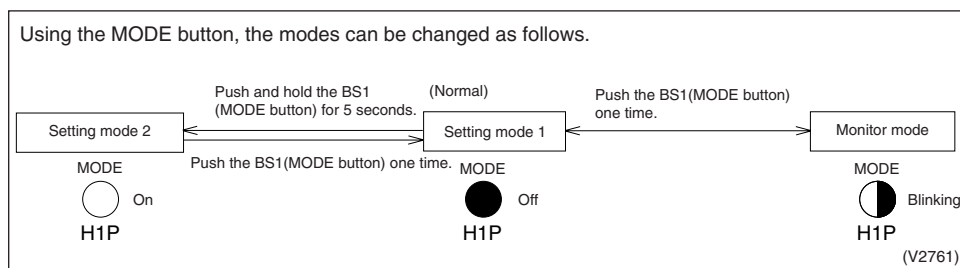 Using the MODE button, the modes can be changed as follows.
Push and hold the BS1
(MODE button) for 5 seconds.
(Normal)
Push the BS1(MODE button)
one time.
Setting mode 2
Setting mode 1
Monitor mode
Push the BS1(MODE button) one time.
MODE
On
H1P
MODE
Off
H1P
MODE
Blinking
H1P
(V2761)